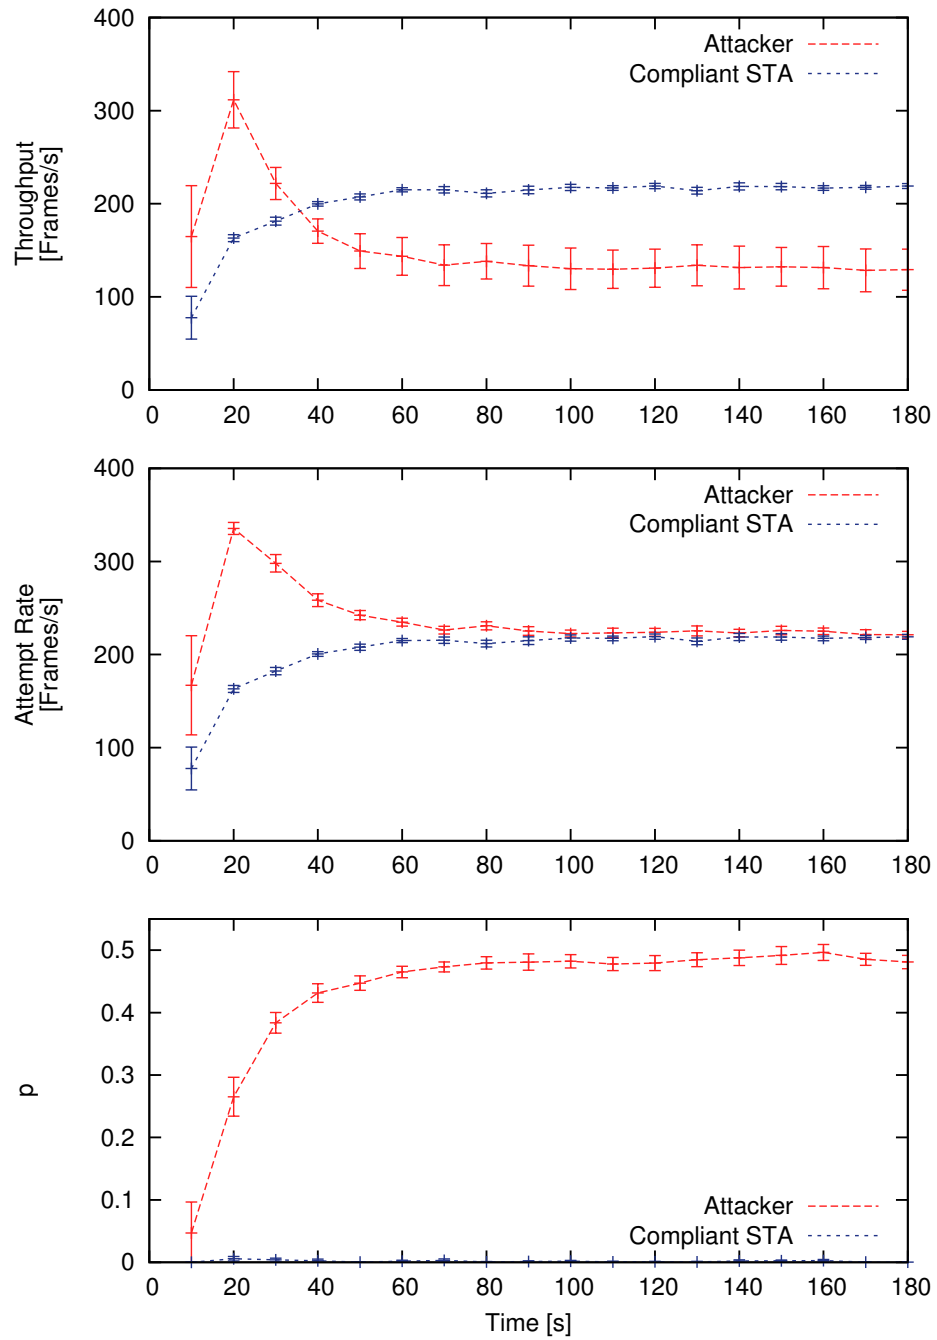 400
300
200
100
0
Throughput
[Frames/s]
Attacker
Compliant STA
0 20 40 60 80 100 120 140 160 180
400
300
200
100
0
Attempt Rate
[Frames/s]
Attacker
Compliant STA
0 20 40 60 80 100 120 140 160 180
0.5
0.4
0.3
0.2
0.1
0
p
Attacker
Compliant STA
0 20 40 60 80 100 120 140 160 180
Time [s]